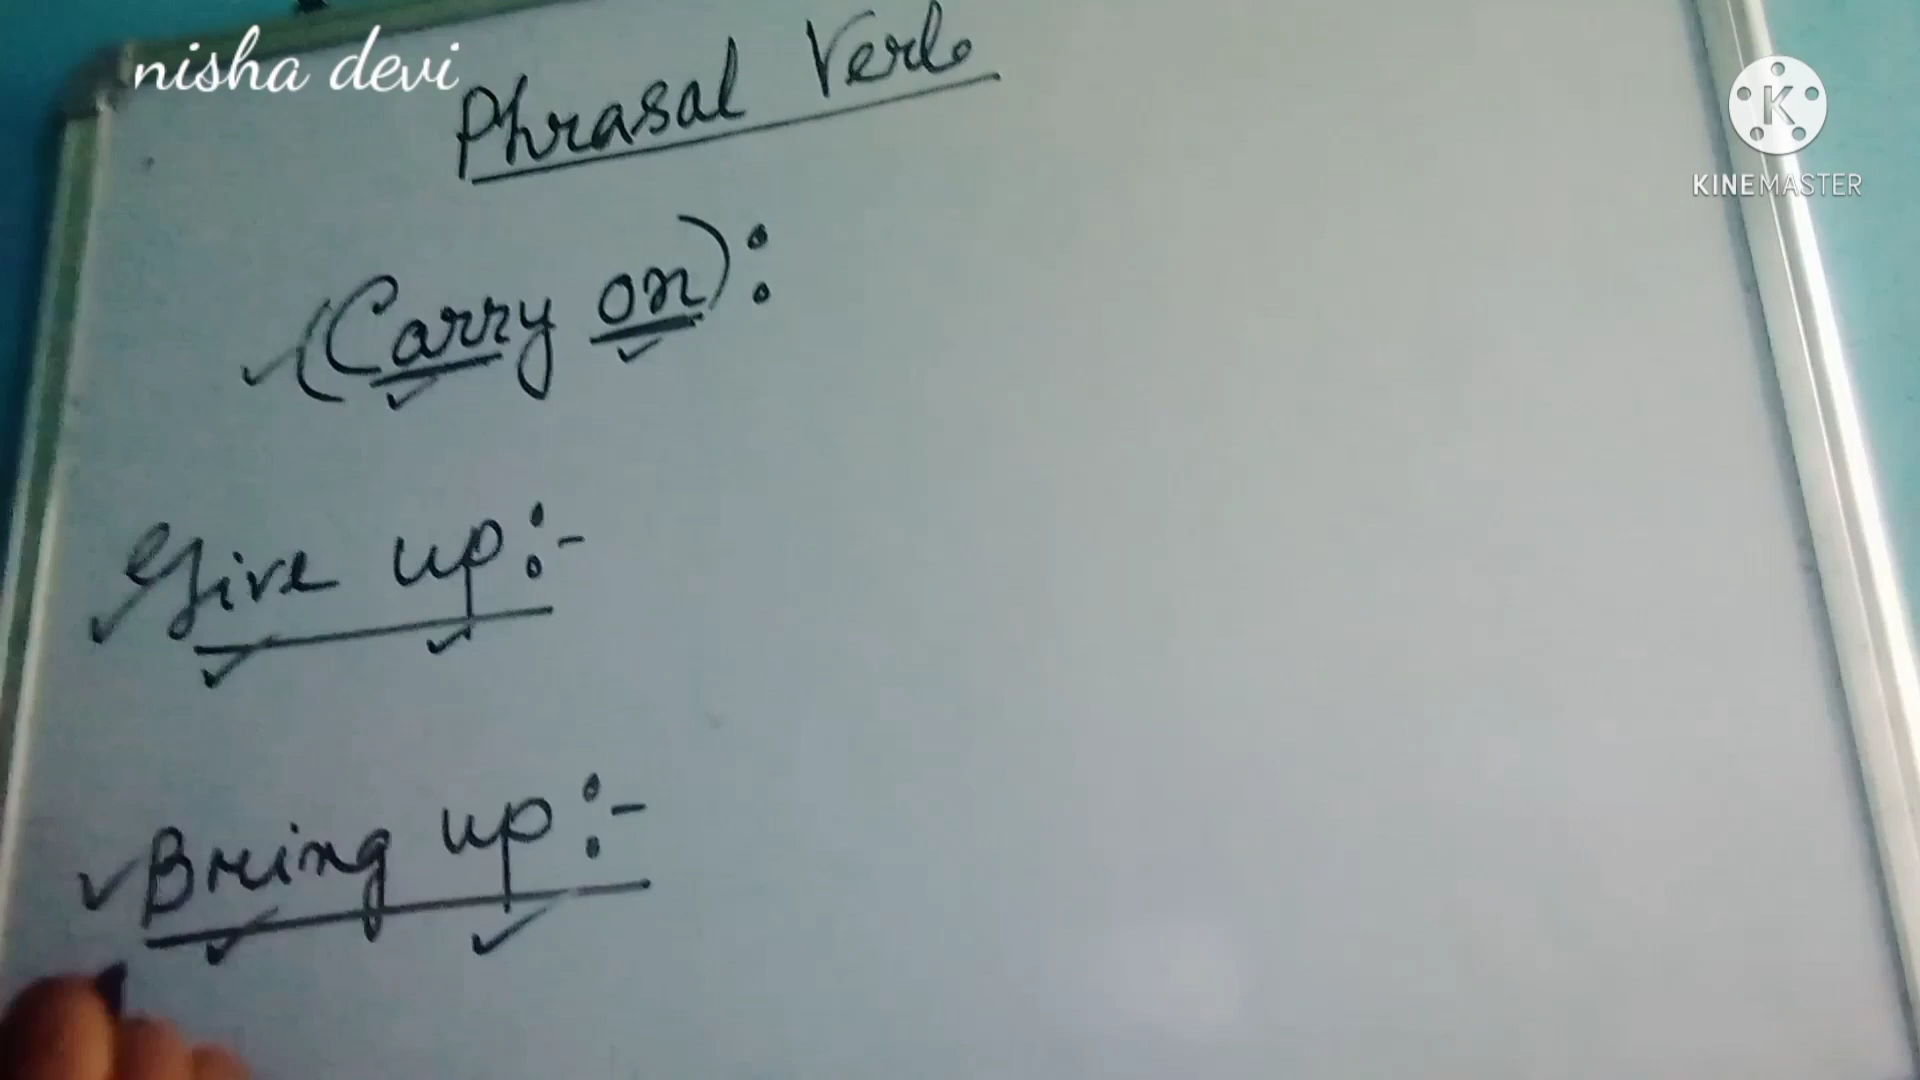 nisha devi
Phrasal Verb
KINEMASTER
(Carry on):
Give up:-
Bring up:-